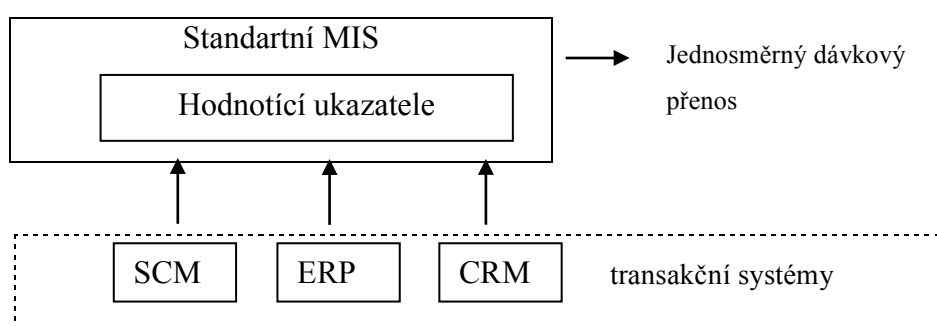 Standartní MIS
Hodnotící ukazatele
Jednosměrný dávkový
přenos
SCM
ERP
CRM
transakční systémy